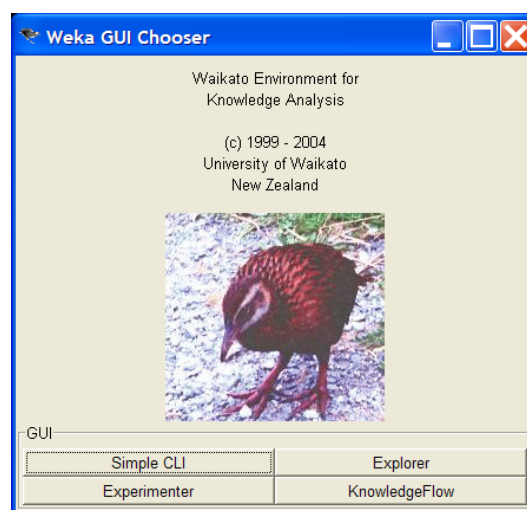 Weka GUI Chooser
Waikato Environment for
Knowledge Analysis
(c) 1999 - 2004
University of Waikato
New Zealand
GUI
Simple CLI
Explorer
Experimenter
KnowledgeFlow